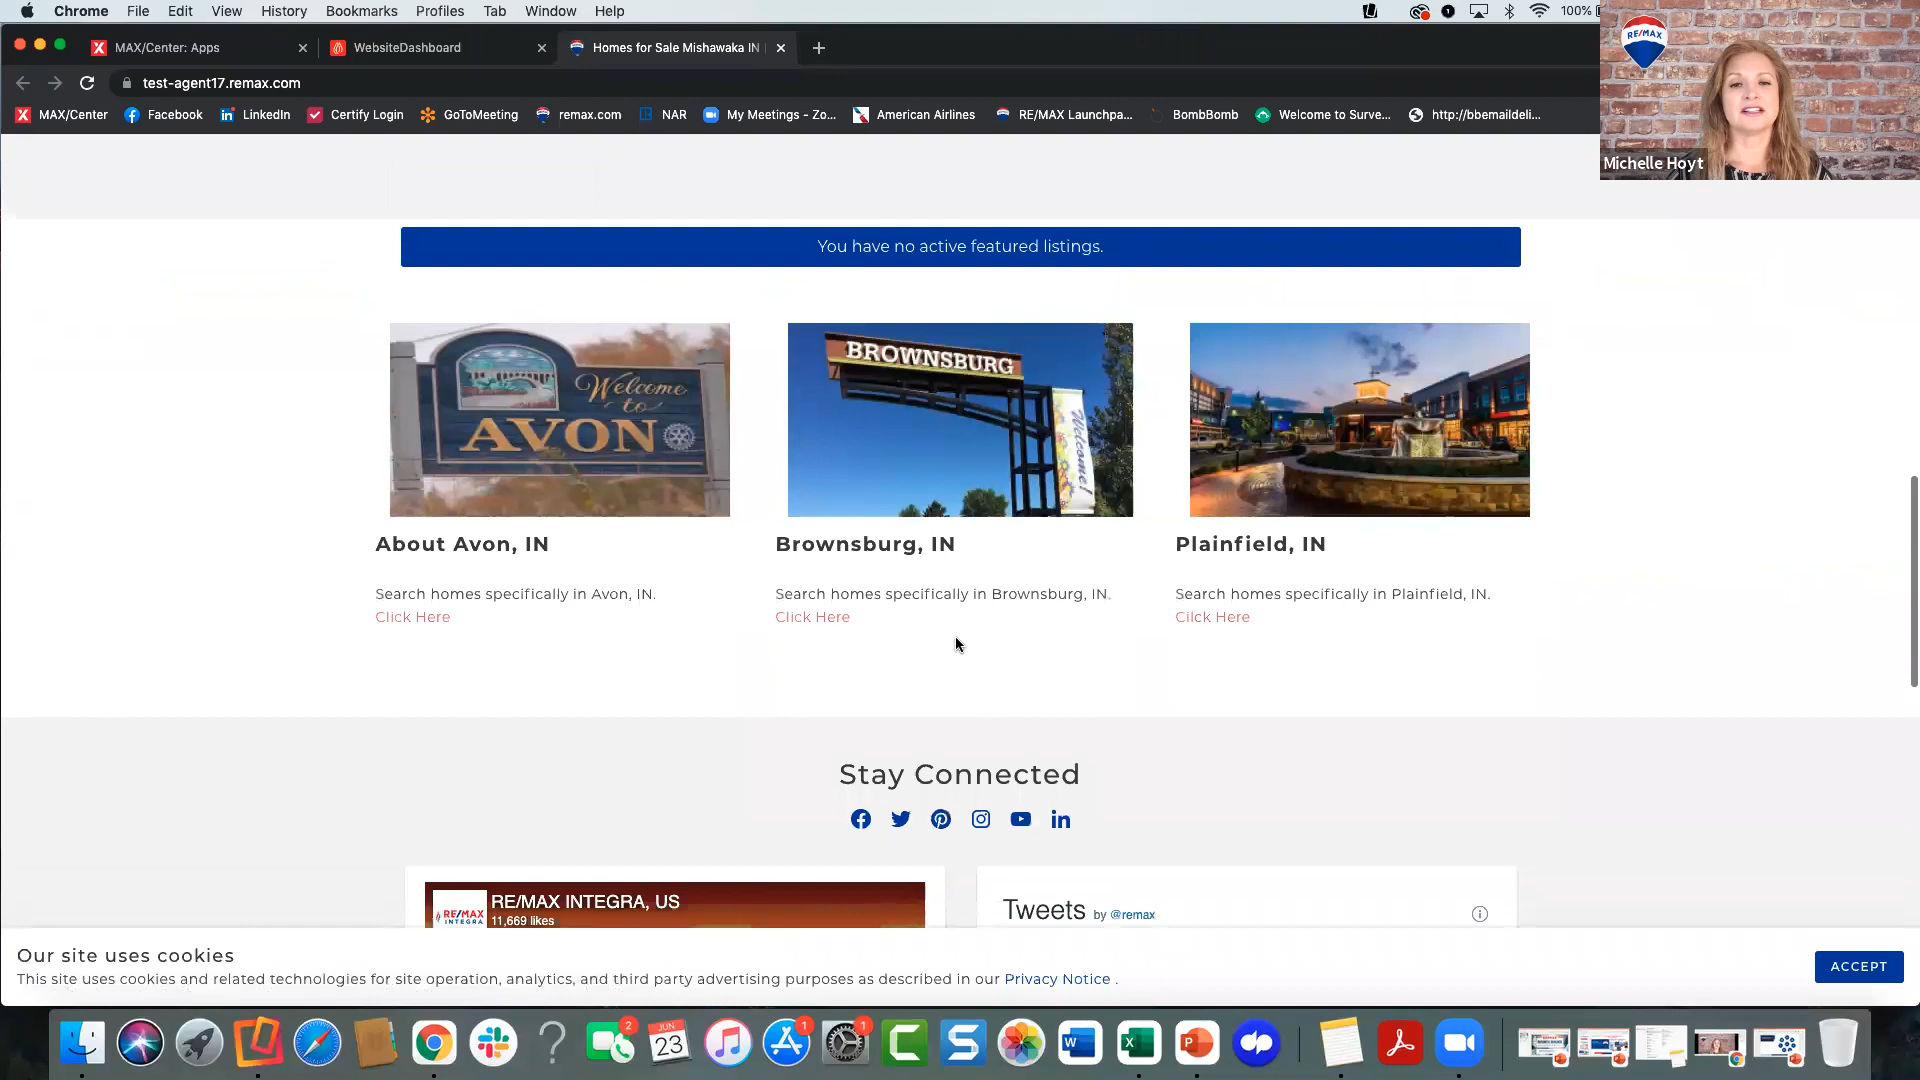 Chrome File Edit View History Bookmarks Profiles Tab Window Help
1 100%
MAX/Center: Apps
WebsiteDashboard
Homes for Sale Mishawaka IN
test-agent17.remax.com
MAX/Center Facebook LinkedIn Certify Login GoToMeeting remax.com NAR My Meetings - Zo... American Airlines RE/MAX Launchpa... BombBomb Welcome to Surve... http://bbemaildeli...
RE/MAX
Michelle Hoyt
You have no active featured listings.
Welcome
to
AVON
BROWNSBURG
Welcome!
About Avon, IN
Search homes specifically in Avon, IN.
Click Here
Brownsburg, IN
Search homes specifically in Brownsburg, IN.
Click Here
Plainfield, IN
Search homes specifically in Plainfield, IN.
Cilck Here
Stay Connected
RE/MAX
INTEGRA
RE/MAX INTEGRA, US
11,669 likes
Tweets by @remax
Our site uses cookies
This site uses cookies and related technologies for site operation, analytics, and third party advertising purposes as described in our Privacy Notice .
ACCEPT
2
JUN
23
1
1